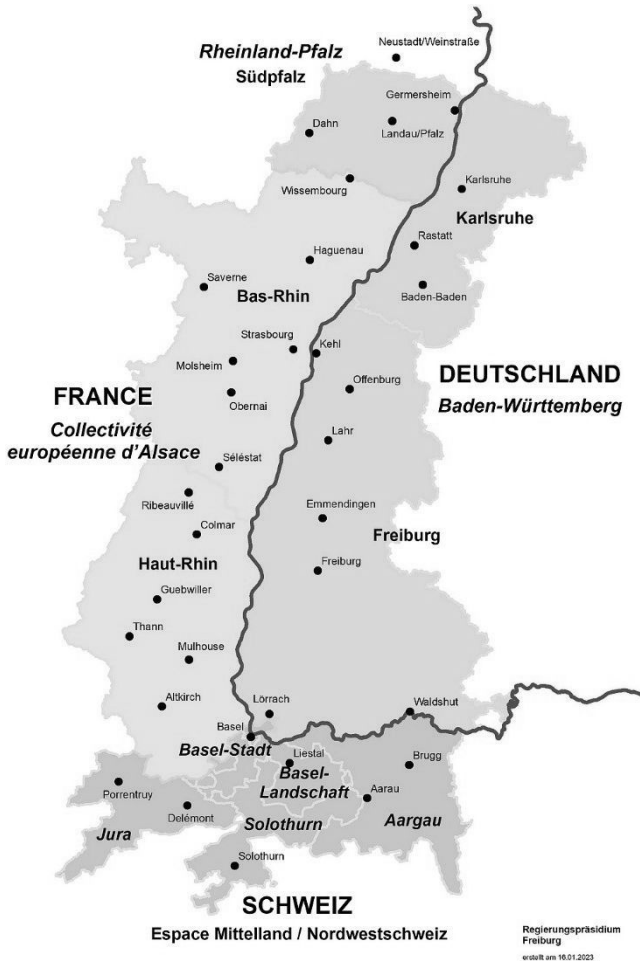 Neustadt/Weinstraße
Rheinland-Pfalz
Südpfalz
Germersheim
Dahn
Landau/Pfalz
Wissembourg
Karlsruhe
Karlsruhe
Rastatt
Haguenau
Saverne
Baden-Baden
Bas-Rhin
Strasbourg
Kehl
Molsheim
DEUTSCHLAND
Baden-Württemberg
Offenburg
FRANCE
Obernai
Collectivité
européenne d'Alsace
Lahr
Séléstat
Ribeauvillé
Emmendingen
Colmar
Freiburg
Haut-Rhin
Freiburg
Guebwiller
Thann
Mulhouse
Altkirch
Lörrach
Waldshut
Basel
Basel-Stadt
Liestal
Brugg
Basel-
Landschaft
Porrentruy
Aarau
Delémont
Solothurn
Aargau
Jura
Solothurn
SCHWEIZ
Espace Mittelland / Nordwestschweiz
Regierungspräsidium
Freiburg
erstellt am 16.01.2023